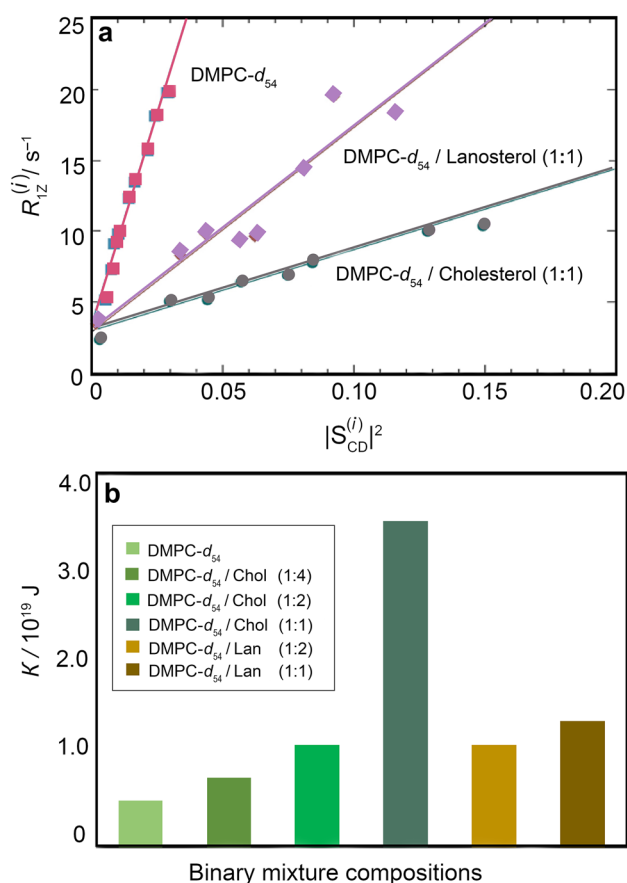 a
25
20
15
10
5
0
R₁Z⁽ⁱ⁾/ s⁻¹
DMPC-d₅₄
DMPC-d₅₄ / Lanosterol (1:1)
DMPC-d₅₄ / Cholesterol (1:1)
0 0.05 0.10 0.15 0.20
|S_CD⁽ⁱ⁾|²
b
4.0
3.0
2.0
1.0
0
K / 10¹⁹ J
DMPC-d₅₄
DMPC-d₅₄ / Chol (1:4)
DMPC-d₅₄ / Chol (1:2)
DMPC-d₅₄ / Chol (1:1)
DMPC-d₅₄ / Lan (1:2)
DMPC-d₅₄ / Lan (1:1)
Binary mixture compositions